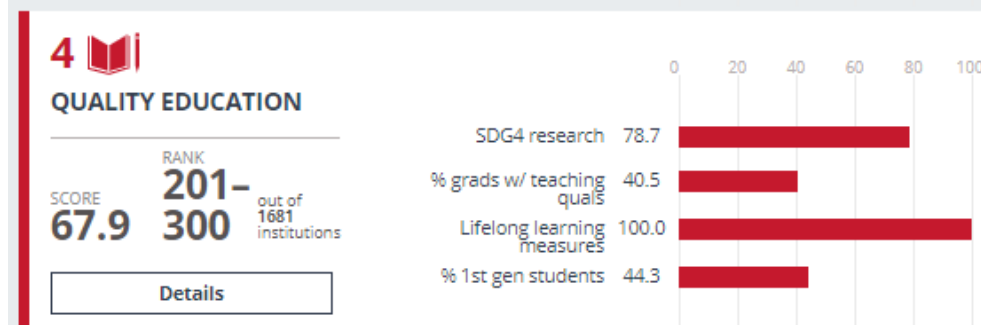 4
QUALITY EDUCATION
SCORE
67.9
RANK
201–
300
out of
1681
institutions
Details
0 20 40 60 80 100
SDG4 research 78.7
% grads w/ teaching 40.5
quals
Lifelong learning 100.0
measures
% 1st gen students 44.3